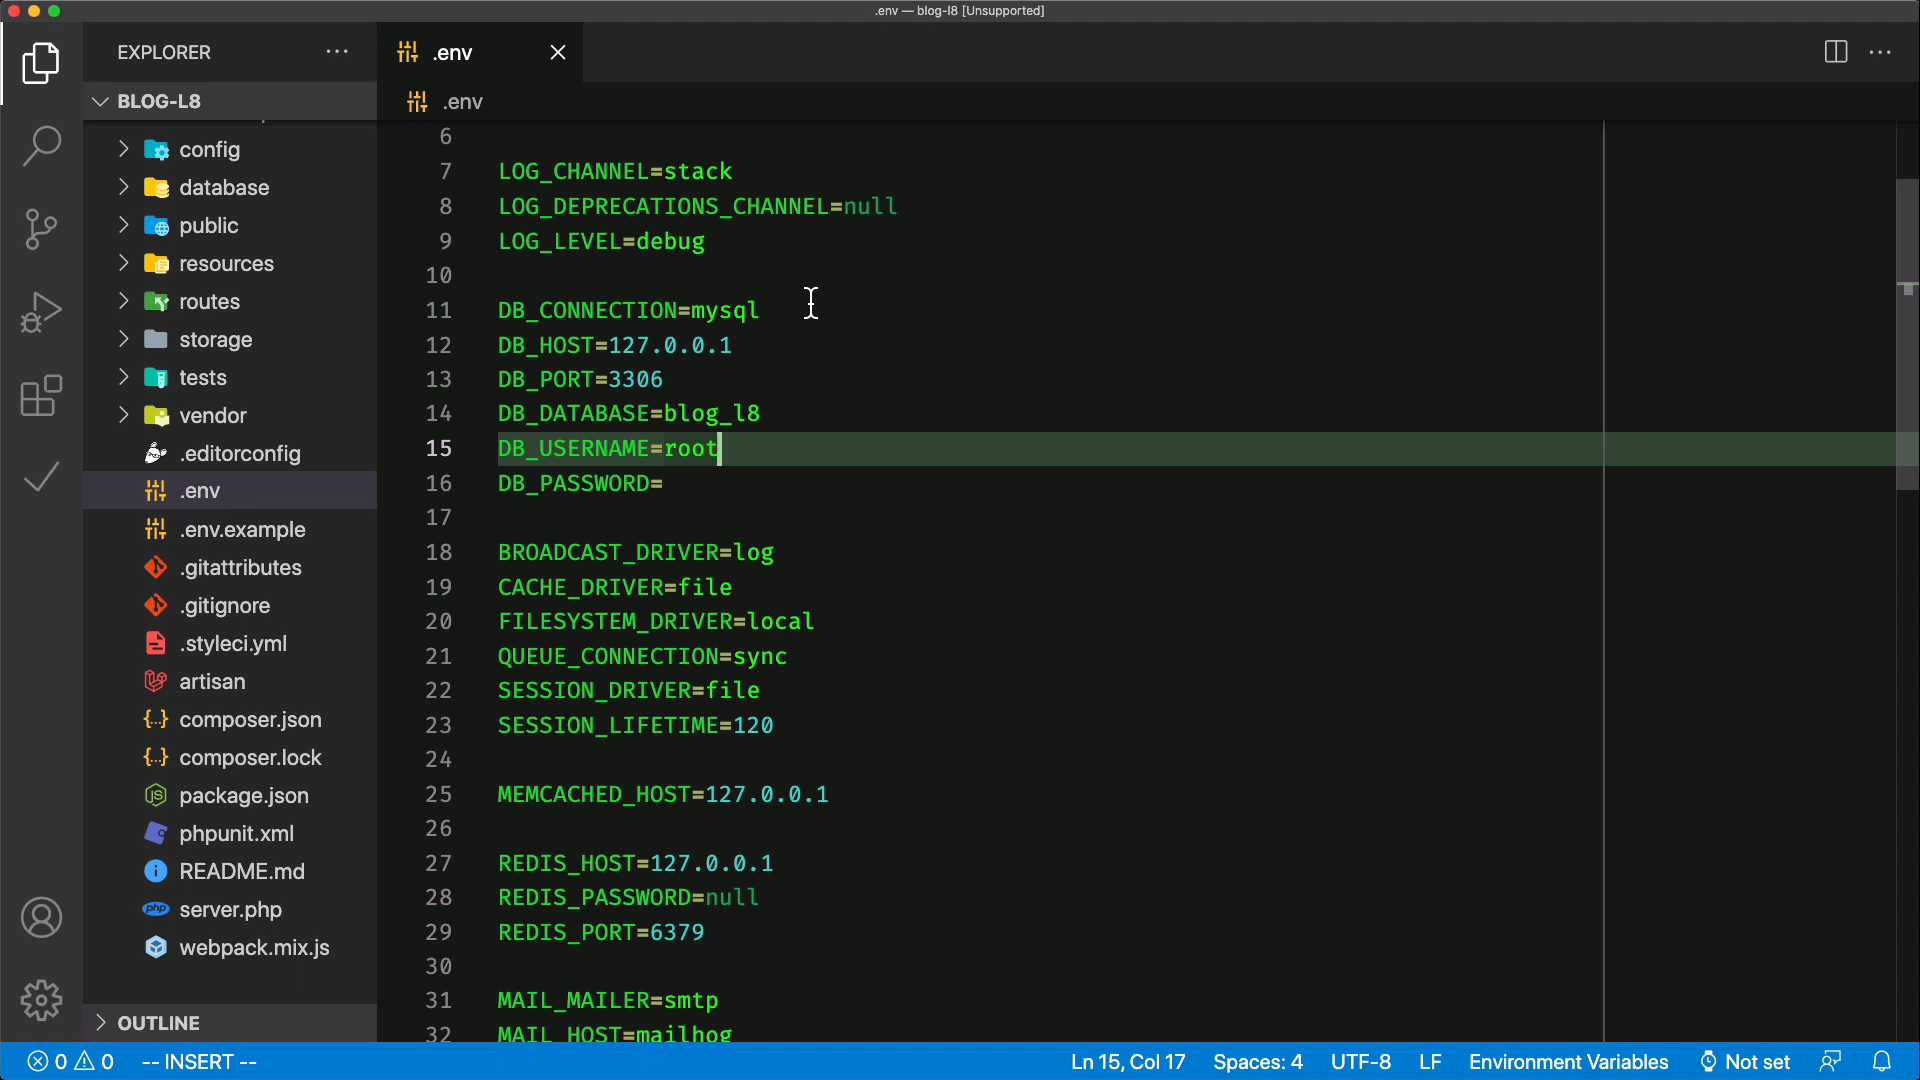 .env — blog-l8 [Unsupported]
EXPLORER
.env
BLOG-L8
.env
config
database
public
resources
routes
storage
tests
vendor
.editorconfig
.env
.env.example
.gitattributes
.gitignore
.styleci.yml
artisan
composer.json
composer.lock
package.json
phpunit.xml
README.md
server.php
webpack.mix.js
OUTLINE
6
7 LOG_CHANNEL=stack
8 LOG_DEPRECATIONS_CHANNEL=null
9 LOG_LEVEL=debug
10
11 DB_CONNECTION=mysql
12 DB_HOST=127.0.0.1
13 DB_PORT=3306
14 DB_DATABASE=blog_l8
15 DB_USERNAME=root
16 DB_PASSWORD=
17
18 BROADCAST_DRIVER=log
19 CACHE_DRIVER=file
20 FILESYSTEM_DRIVER=local
21 QUEUE_CONNECTION=sync
22 SESSION_DRIVER=file
23 SESSION_LIFETIME=120
24
25 MEMCACHED_HOST=127.0.0.1
26
27 REDIS_HOST=127.0.0.1
28 REDIS_PASSWORD=null
29 REDIS_PORT=6379
30
31 MAIL_MAILER=smtp
32 MAIL_HOST=mailhog
0 0 -- INSERT -- Ln 15, Col 17 Spaces: 4 UTF-8 LF Environment Variables Not set